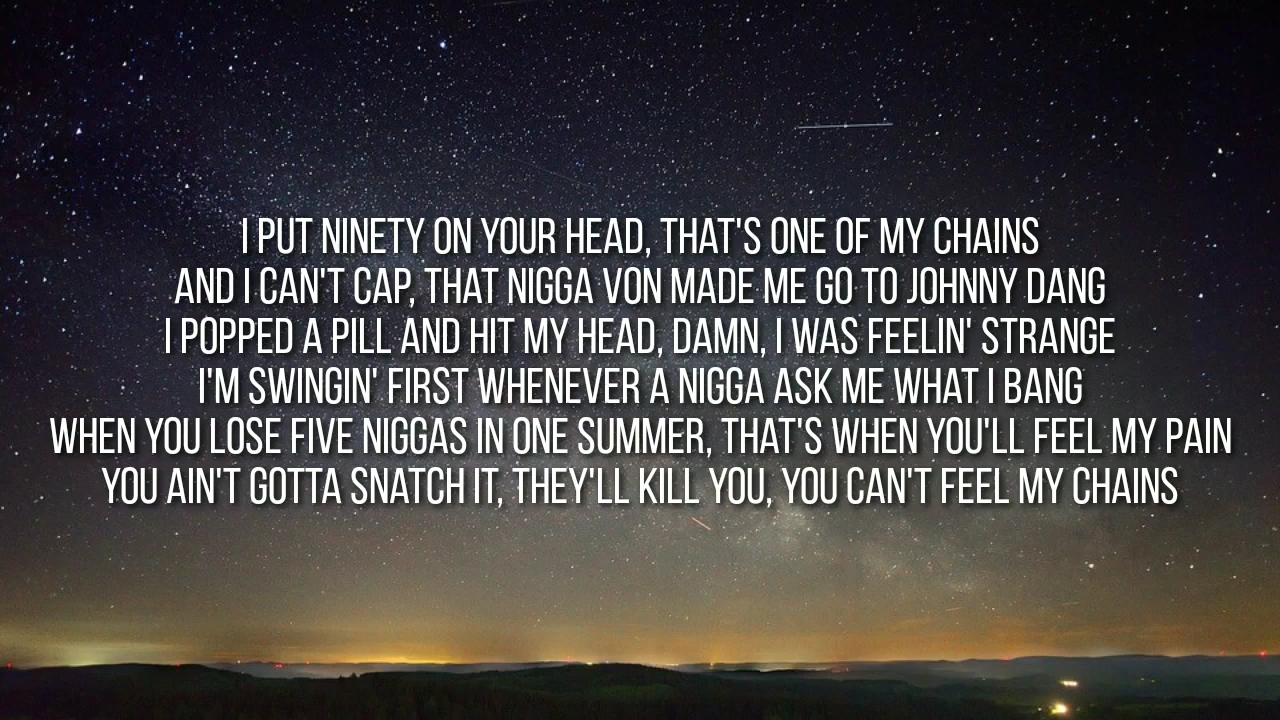 I PUT NINETY ON YOUR HEAD, THAT'S ONE OF MY CHAINS
AND I CAN'T CAP, THAT NIGGA VON MADE ME GO TO JOHNNY DANG
I POPPED A PILL AND HIT MY HEAD, DAMN, I WAS FEELIN' STRANGE
I'M SWINGIN' FIRST WHENEVER A NIGGA ASK ME WHAT I BANG
WHEN YOU LOSE FIVE NIGGAS IN ONE SUMMER, THAT'S WHEN YOU'LL FEEL MY PAIN
YOU AIN'T GOTTA SNATCH IT, THEY'LL KILL YOU, YOU CAN'T FEEL MY CHAINS